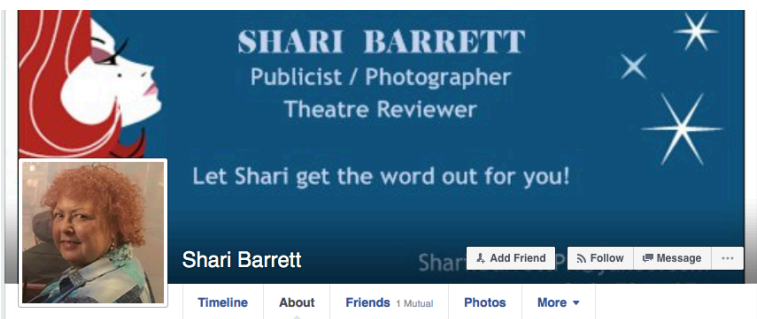 SHARI BARRETT
Publicist / Photographer
Theatre Reviewer
Let Shari get the word out for you!
Shari Barrett
Add Friend
Follow
Message
Timeline
About
Friends 1 Mutual
Photos
More